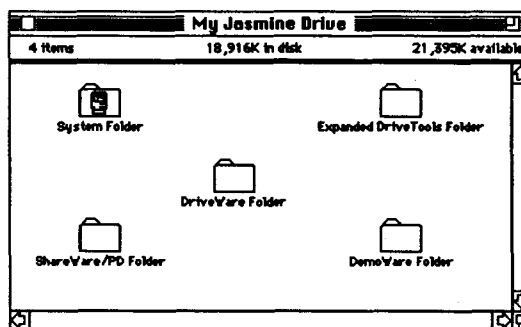 My Jasmine Drive
4 items 18,916K in disk 21,395K available
System Folder Expanded DriveTools Folder
DriveWare Folder
ShareWare/PD Folder DemoWare Folder